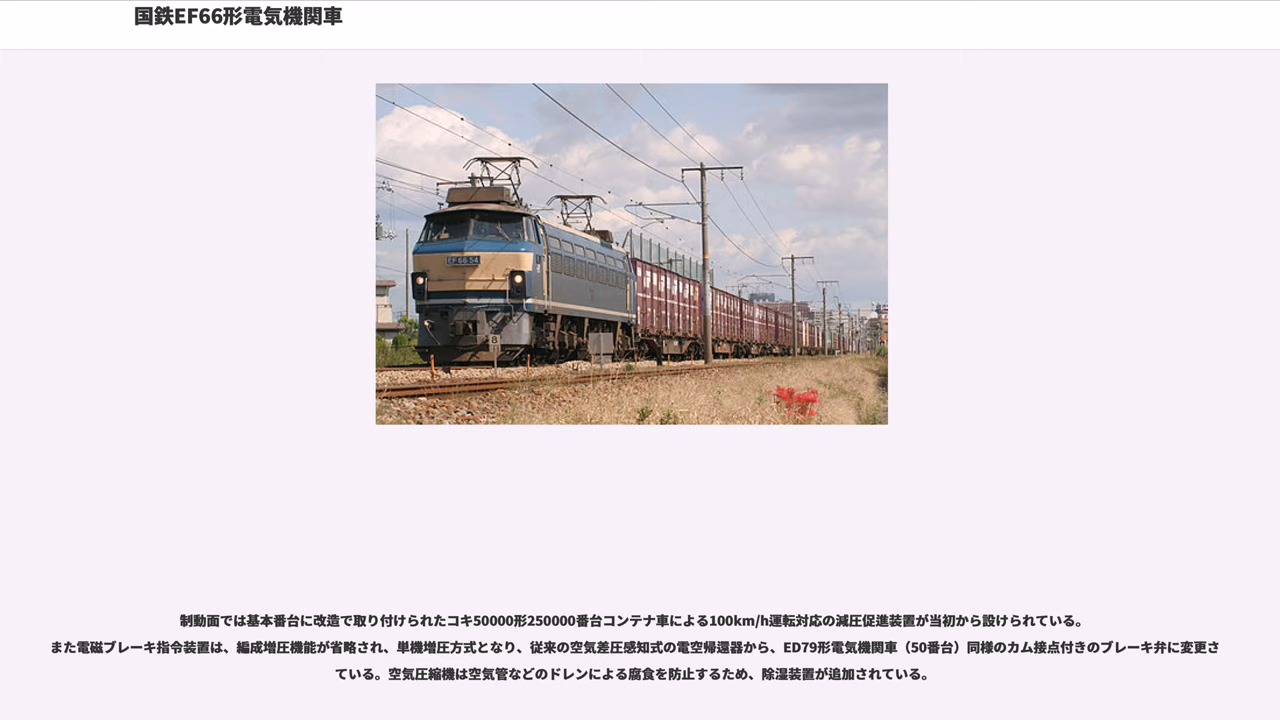 国鉄EF66形電気機関車
EF66 54
8
制動面では基本番台に改造で取り付けられたコキ50000形250000番台コンテナ車による100km/h運転対応の減圧促進装置が当初から設けられている。
また電磁ブレーキ指令装置は、編成増圧機能が省略され、単機増圧方式となり、従来の空気差圧感知式の電空帰還器から、ED79形電気機関車（50番台）同様のカム接点付きのブレーキ弁に変更さ
ている。空気圧縮機は空気管などのドレンによる腐食を防止するため、除湿装置が追加されている。